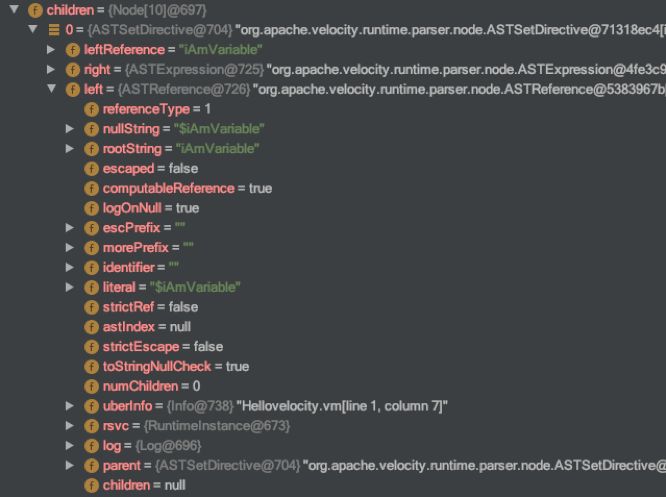 children = {Node[10]@697}
0 = {ASTSetDirective@704} "org.apache.velocity.runtime.parser.node.ASTSetDirective@71318ec4[i
f leftReference = "iAmVariable"
f right = {ASTExpression@725} "org.apache.velocity.runtime.parser.node.ASTExpression@4fe3c9
f left = {ASTReference@726} "org.apache.velocity.runtime.parser.node.ASTReference@5383967b
f referenceType = 1
f nullString = "$iAmVariable"
f rootString = "iAmVariable"
f escaped = false
f computableReference = true
f logOnNull = true
f escPrefix = ""
f morePrefix = ""
f identifier = ""
f literal = "$iAmVariable"
f strictRef = false
f astIndex = null
f strictEscape = false
f toStringNullCheck = true
f numChildren = 0
f uberInfo = {Info@738} "Hellovelocity.vm[line 1, column 7]"
f rsvc = {RuntimeInstance@673}
f log = {Log@696}
f parent = {ASTSetDirective@704} "org.apache.velocity.runtime.parser.node.ASTSetDirective@
f children = null